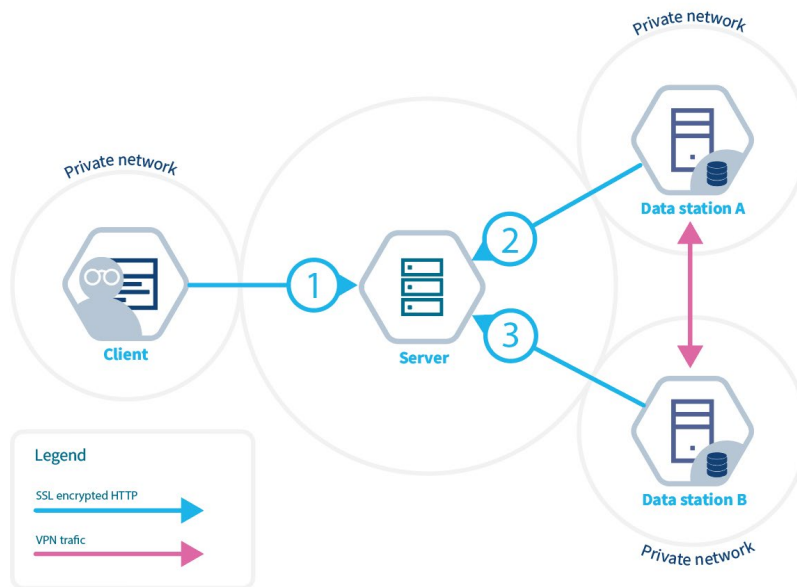 Private network
Data station A
Private network
Client
1
Server
2
3
Data station B
Private network
Legend
SSL encrypted HTTP
VPN trafic